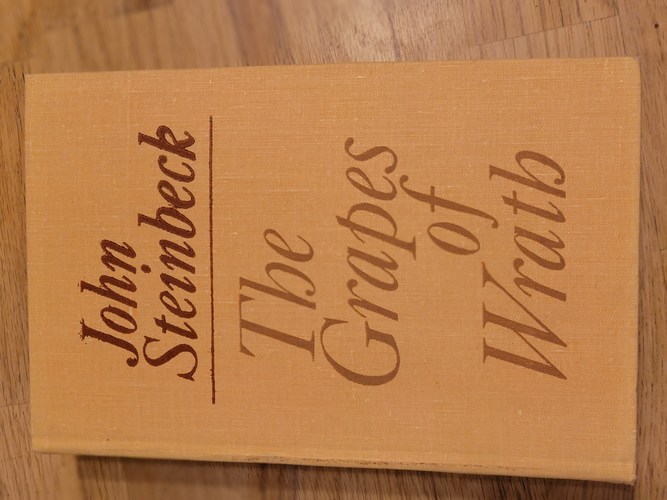 John
Steinbeck
The
Grapes
of
Wrath